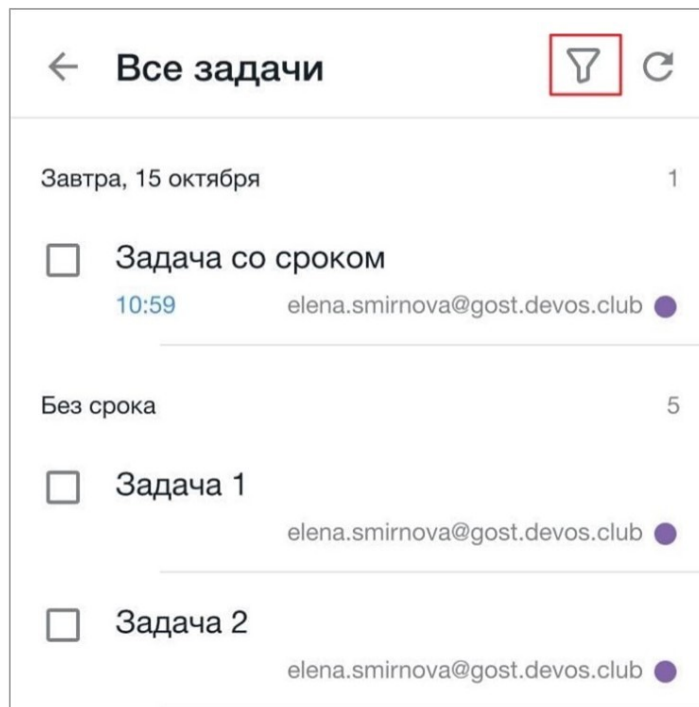 Все задачи
Завтра, 15 октября 1
Задача со сроком
10:59 elena.smirnova@gost.devos.club
Без срока 5
Задача 1
elena.smirnova@gost.devos.club
Задача 2
elena.smirnova@gost.devos.club